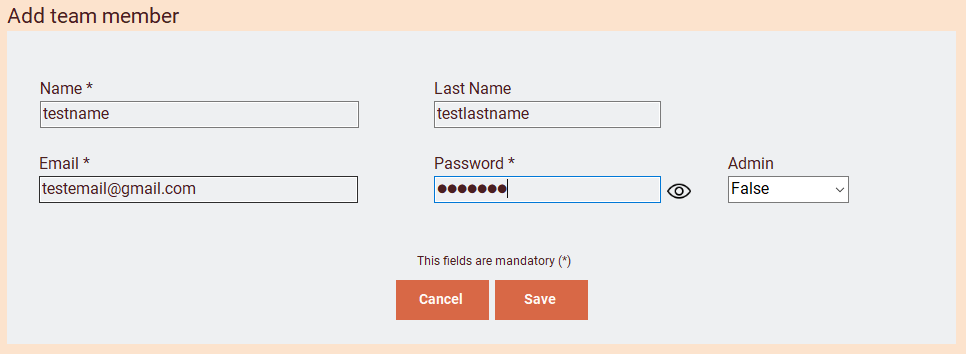 Add team member
Name * Last Name
testname testlastname
Email * Password * Admin
testemail@gmail.com ●●●●●●● False
This fields are mandatory (*)
Cancel Save